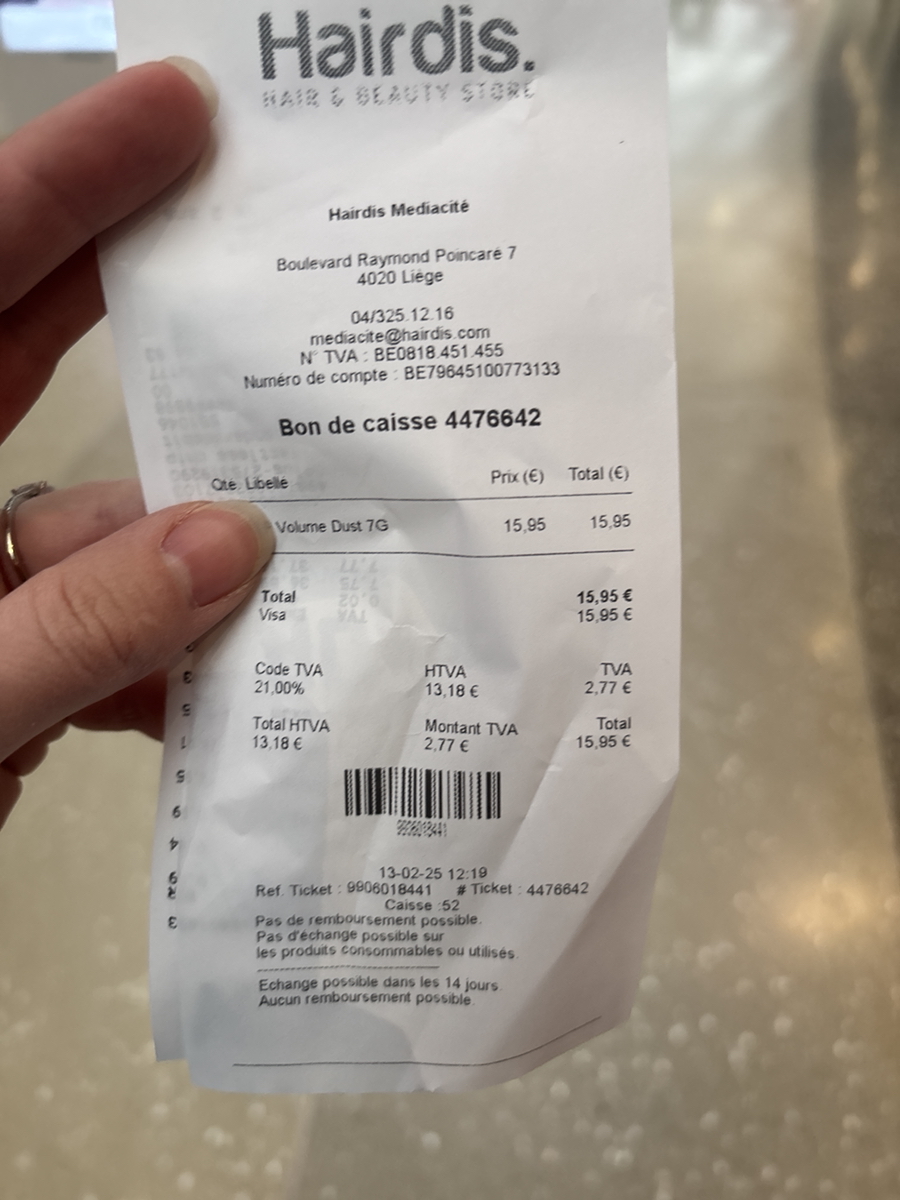 Hairdis.
HAIR & BEAUTY STORE
Hairdis Mediacité
Boulevard Raymond Poincaré 7
4020 Liège
04/325.12.16
mediacite@hairdis.com
N° TVA : BE0818.451.455
Numéro de compte : BE79645100773133
Bon de caisse 4476642
Qté Libellé Prix (€) Total (€)
Volume Dust 7G 15,95 15,95
Total 15,95 €
Visa 15,95 €
Code TVA HTVA TVA
21,00% 13,18 € 2,77 €
Total HTVA Montant TVA Total
13,18 € 2,77 € 15,95 €
13-02-25 12:19
Ref. Ticket : 9906018441 # Ticket : 4476642
Caisse :52
Pas de remboursement possible.
Pas d'échange possible sur
les produits consommables ou utilisés.
Echange possible dans les 14 jours.
Aucun remboursement possible.